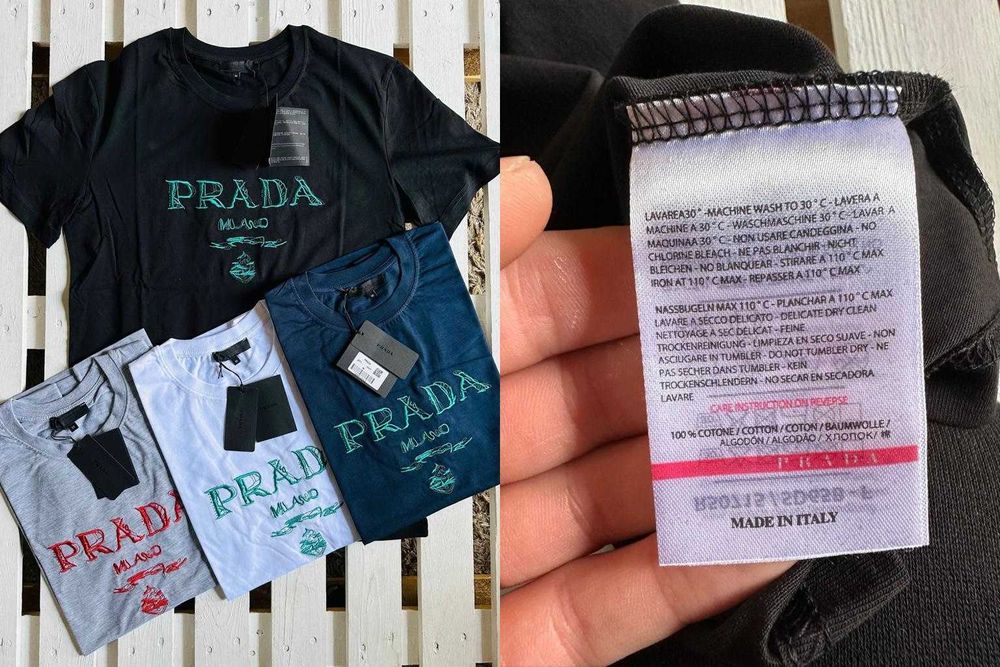 PRADA
MILANO
PRADA
PRADA
MILANO
PRADA
MILANO
PRADA
MILANO
LAVAREA30° -MACHINE WASH TO 30° C - LAVER A
MACHINE A 30° C - WASCHMASCHINE 30° C - LAVAR A
MAQUINAA 30° C - NON USARE CANDEGGINA - NO
CHLORINE BLEACH - NE PAS BLANCHIR - NICHT
BLEICHEN - NO BLANQUEAR - STIRARE A 110°C MAX
IRON AT 110°C MAX - REPASSER A 110°C MAX
NASSBUGELN MAX 110°C - PLANCHAR A 110°C MAX
LAVARE A SECCO DELICATO - DELICATE DRY CLEAN
NETTOYAGE A SEC DÉLICAT - FEINE
TROCKENREINIGUNG - LIMPIEZA EN SECO SUAVE - NON
ASCIUGARE IN TUMBLER - DO NOT TUMBLER DRY - NE
PAS SECHER DANS TUMBLER - KEIN
TROCKENSCHLENDERN - NO SECAR EN SECADORA
LAVARE
CARE INSTRUCTION ON REVERSE
100% COTONE / COTTON / COTON / BAUMWOLLE /
ALGODÓN / ALGODÃO / ХЛОПОК / 棉
PRADA
MADE IN ITALY